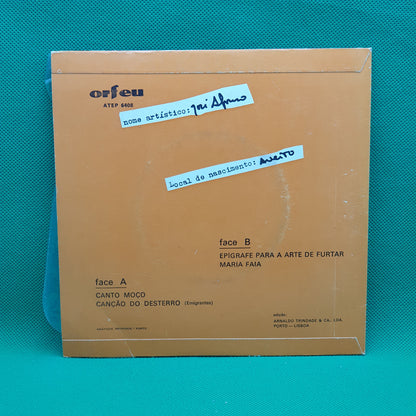 orfeu
ATEP 6408
nome artístico: José Afonso
Local de nascimento: AVEIRO
face B
EPÍGRAFE PARA A ARTE DE FURTAR
MARIA FAIA
face A
CANTO MOÇO
CANÇÃO DO DESTERRO (Emigrantes)
edição:
ARNALDO TRINDADE & CA., LDA.
PORTO — LISBOA